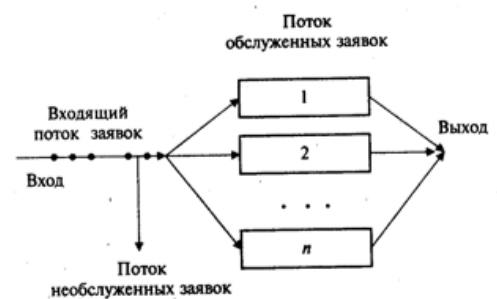 Поток
обслуженных заявок
1
Входящий
поток заявок
Выход
2
Вход
. . .
n
Поток
необслуженных заявок